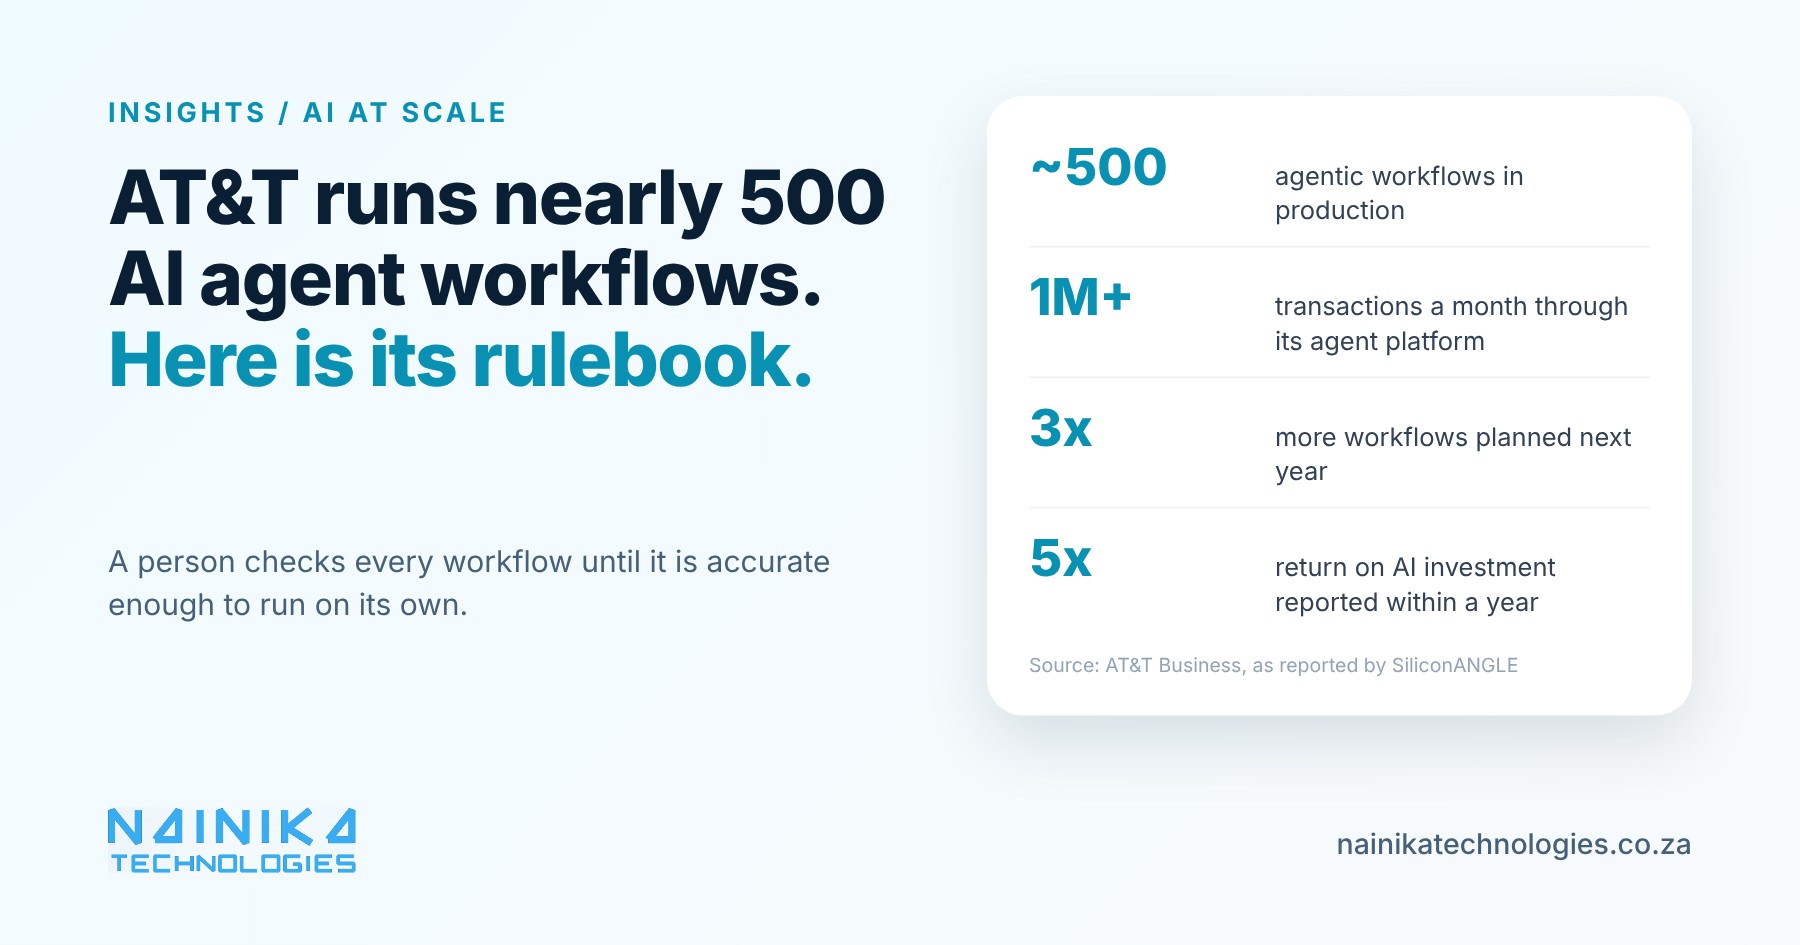 INSIGHTS / AI AT SCALE
AT&T runs nearly 500
AI agent workflows.
Here is its rulebook.
A person checks every workflow until it is accurate
enough to run on its own.
~500
agentic workflows in
production
1M+
transactions a month through
its agent platform
3x
more workflows planned next
year
5x
return on AI investment
reported within a year
Source: AT&T Business, as reported by SiliconANGLE
NAINIKA
TECHNOLOGIES
nainikatechnologies.co.za